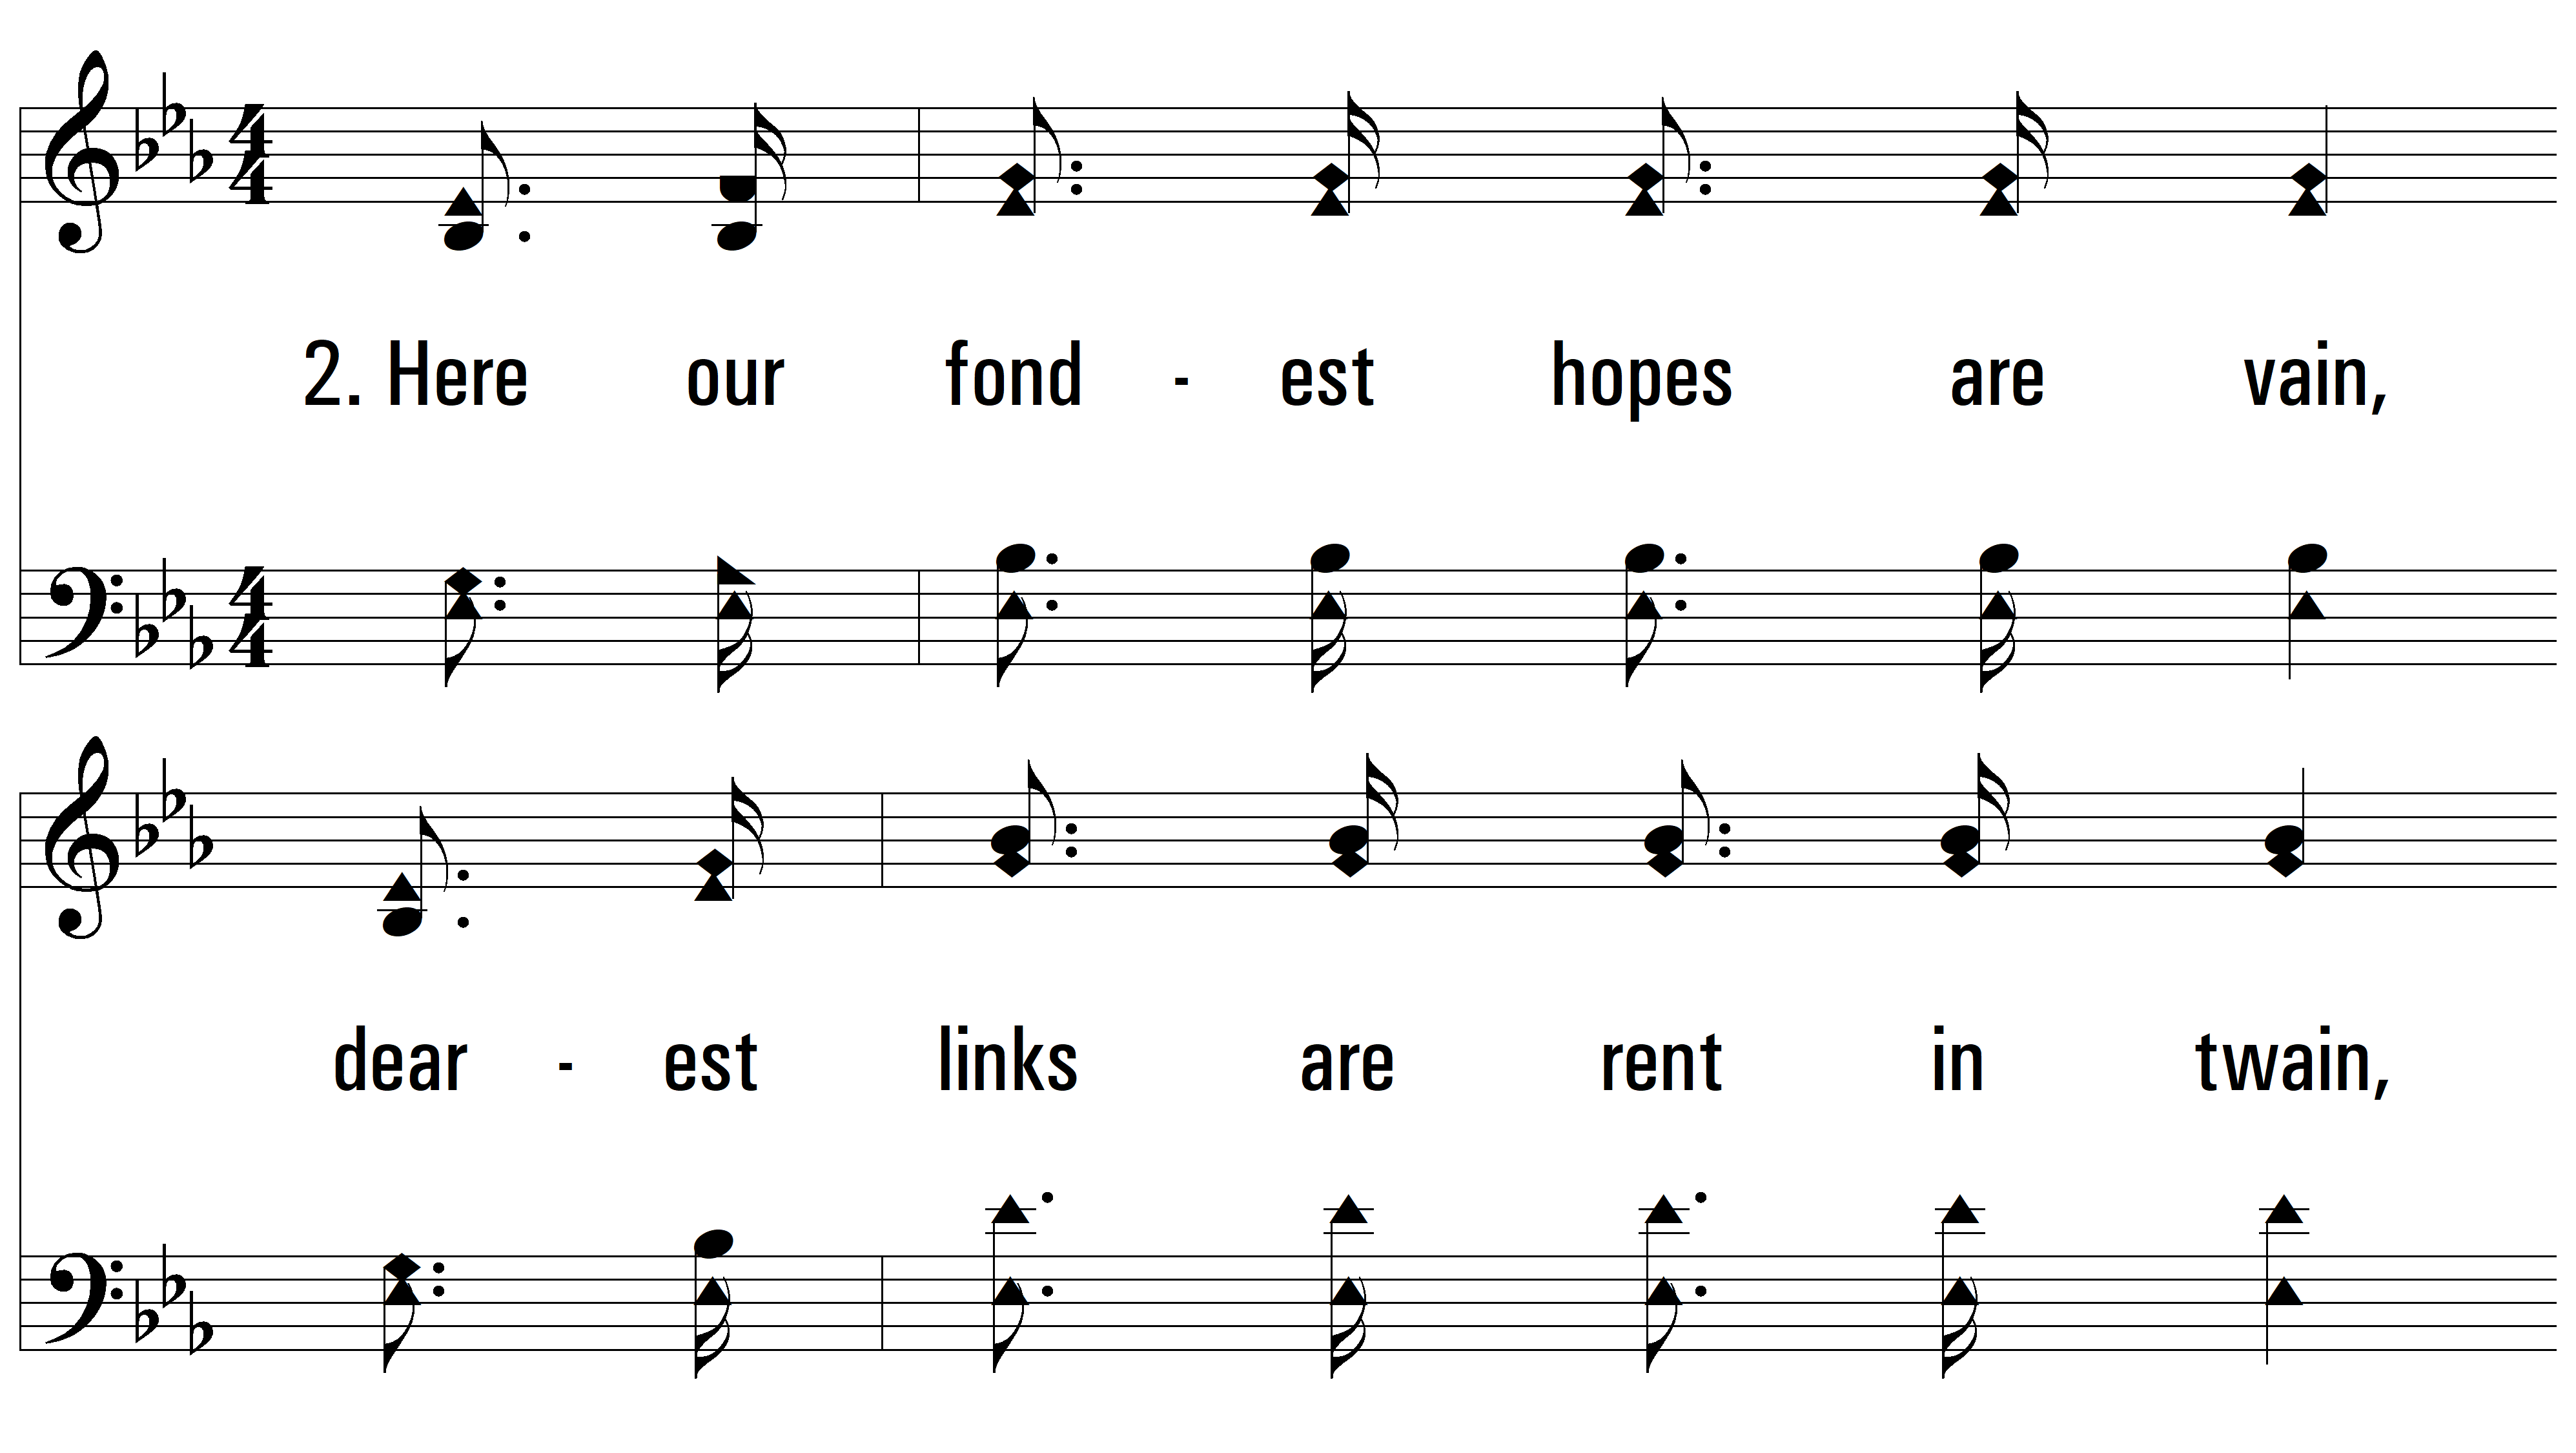 2. Here our fond - est hopes are vain,
dear - est links are rent in twain,